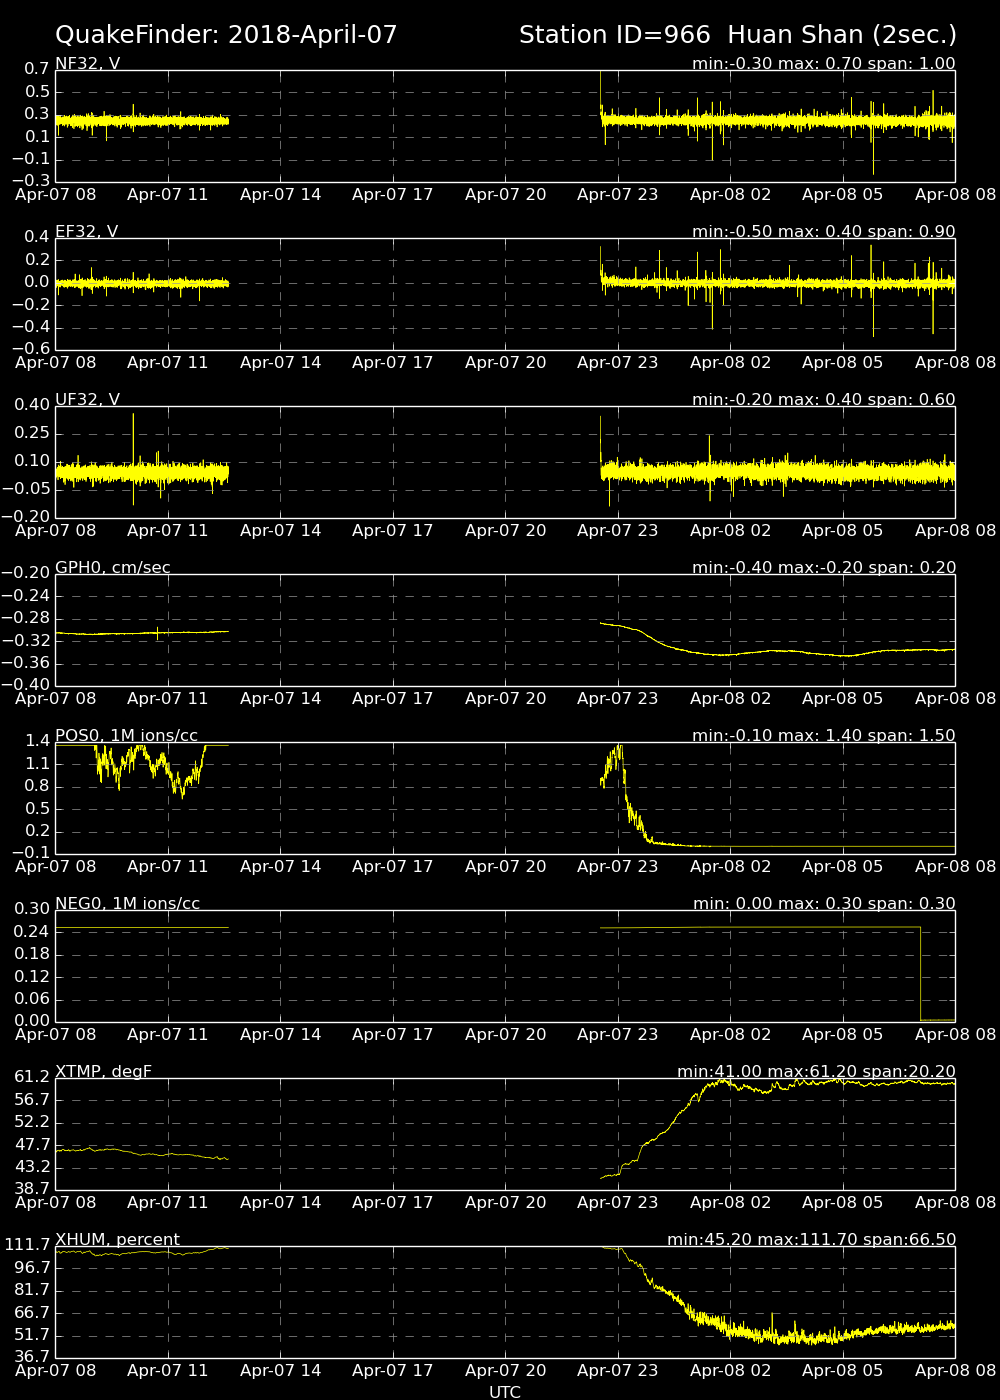 QuakeFinder: 2018-April-07 Station ID=966 Huan Shan (2sec.)
NF32, V min:-0.30 max: 0.70 span: 1.00
0.7
0.5
0.3
0.1
−0.1
−0.3
Apr-07 08 Apr-07 11 Apr-07 14 Apr-07 17 Apr-07 20 Apr-07 23 Apr-08 02 Apr-08 05 Apr-08 08
EF32, V min:-0.50 max: 0.40 span: 0.90
0.4
0.2
0.0
−0.2
−0.4
−0.6
Apr-07 08 Apr-07 11 Apr-07 14 Apr-07 17 Apr-07 20 Apr-07 23 Apr-08 02 Apr-08 05 Apr-08 08
UF32, V min:-0.20 max: 0.40 span: 0.60
0.40
0.25
0.10
−0.05
−0.20
Apr-07 08 Apr-07 11 Apr-07 14 Apr-07 17 Apr-07 20 Apr-07 23 Apr-08 02 Apr-08 05 Apr-08 08
GPH0, cm/sec min:-0.40 max:-0.20 span: 0.20
−0.20
−0.24
−0.28
−0.32
−0.36
−0.40
Apr-07 08 Apr-07 11 Apr-07 14 Apr-07 17 Apr-07 20 Apr-07 23 Apr-08 02 Apr-08 05 Apr-08 08
POS0, 1M ions/cc min:-0.10 max: 1.40 span: 1.50
1.4
1.1
0.8
0.5
0.2
−0.1
Apr-07 08 Apr-07 11 Apr-07 14 Apr-07 17 Apr-07 20 Apr-07 23 Apr-08 02 Apr-08 05 Apr-08 08
NEG0, 1M ions/cc min: 0.00 max: 0.30 span: 0.30
0.30
0.24
0.18
0.12
0.06
0.00
Apr-07 08 Apr-07 11 Apr-07 14 Apr-07 17 Apr-07 20 Apr-07 23 Apr-08 02 Apr-08 05 Apr-08 08
XTMP, degF min:41.00 max:61.20 span:20.20
61.2
56.7
52.2
47.7
43.2
38.7
Apr-07 08 Apr-07 11 Apr-07 14 Apr-07 17 Apr-07 20 Apr-07 23 Apr-08 02 Apr-08 05 Apr-08 08
XHUM, percent min:45.20 max:111.70 span:66.50
111.7
96.7
81.7
66.7
51.7
36.7
Apr-07 08 Apr-07 11 Apr-07 14 Apr-07 17 Apr-07 20 Apr-07 23 Apr-08 02 Apr-08 05 Apr-08 08
UTC